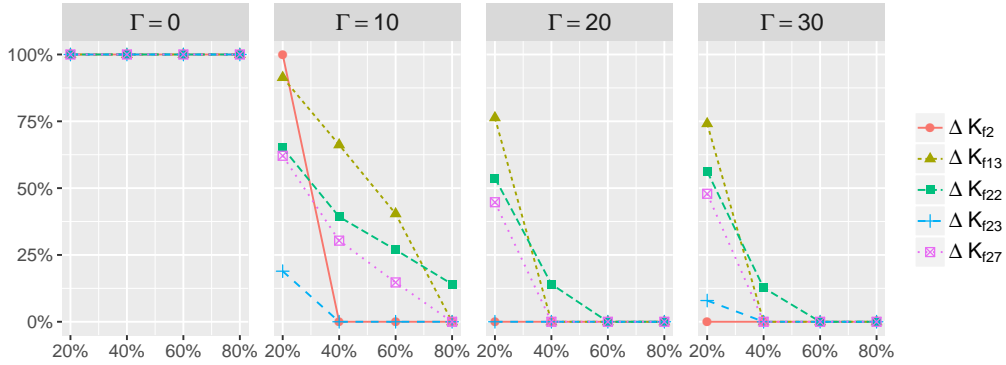 Γ = 0
Γ = 10
Γ = 20
Γ = 30
100%
75%
50%
25%
0%
20% 40% 60% 80%
20% 40% 60% 80%
20% 40% 60% 80%
20% 40% 60% 80%
Δ Kf2
Δ Kf13
Δ Kf22
Δ Kf23
Δ Kf27